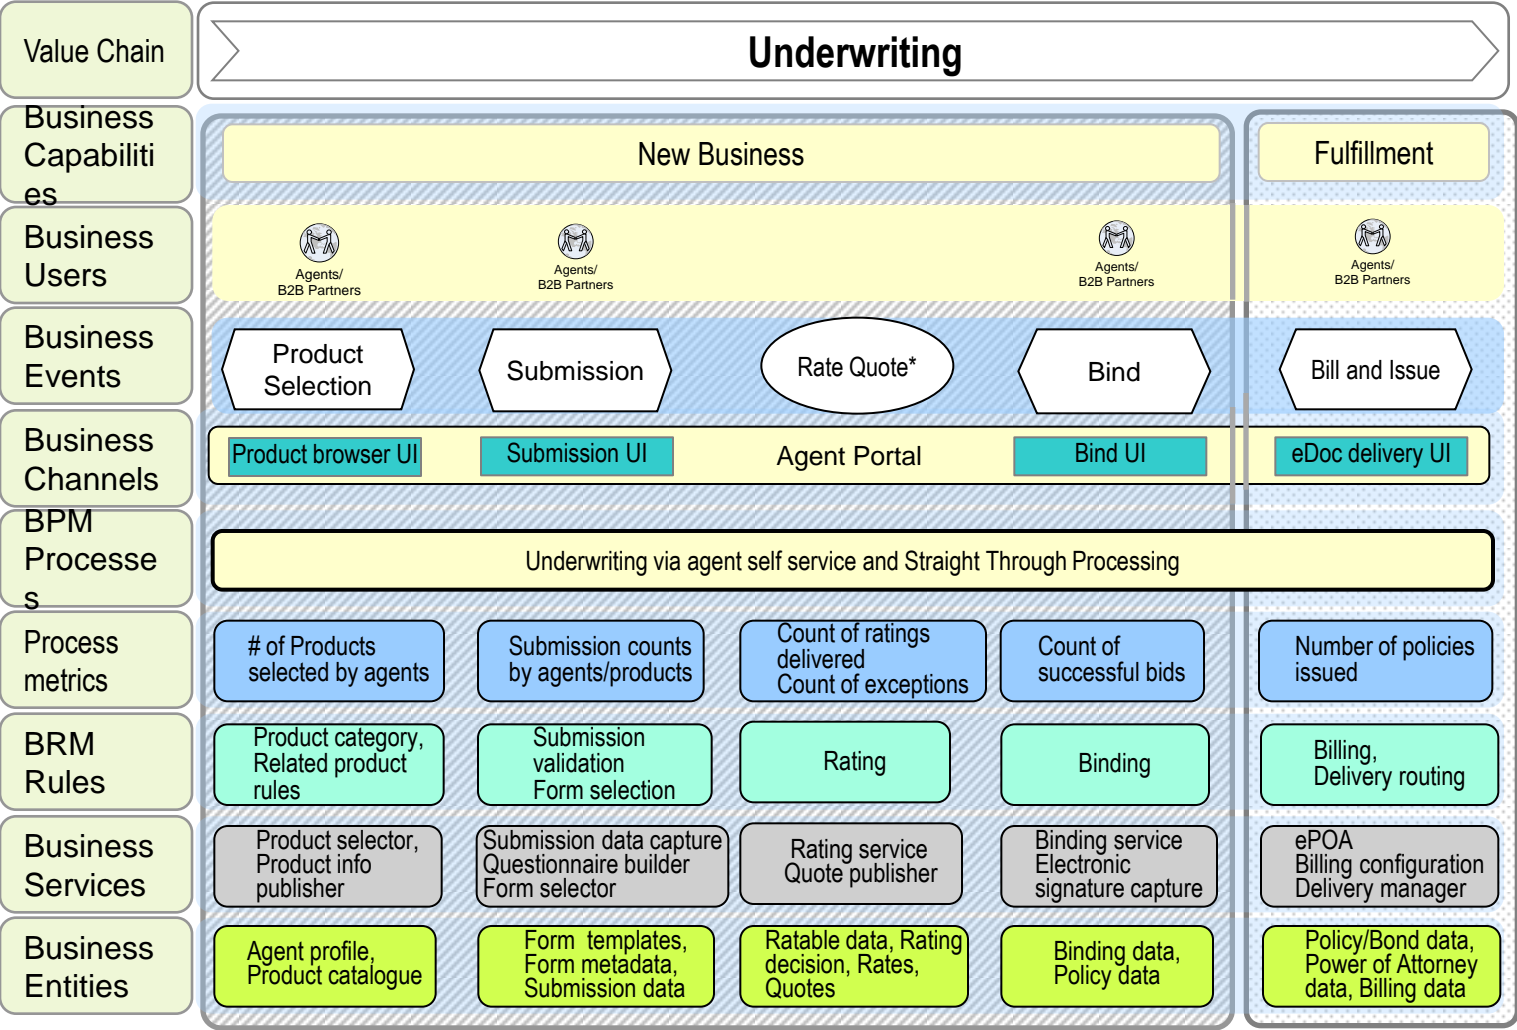 Value Chain
Underwriting
Business
Capabiliti
es
New Business
Fulfillment
Business
Users
Agents/
B2B Partners
Agents/
B2B Partners
Agents/
B2B Partners
Agents/
B2B Partners
Business
Events
Product
Selection
Submission
Rate Quote*
Bind
Bill and Issue
Business
Channels
Product browser UI
Submission UI
Agent Portal
Bind UI
eDoc delivery UI
BPM
Processe
s
Underwriting via agent self service and Straight Through Processing
Process
metrics
# of Products
selected by agents
Submission counts
by agents/products
Count of ratings
delivered
Count of exceptions
Count of
successful bids
Number of policies
issued
BRM
Rules
Product category,
Related product
rules
Submission
validation
Form selection
Rating
Binding
Billing,
Delivery routing
Business
Services
Product selector,
Product info
publisher
Submission data capture
Questionnaire builder
Form selector
Rating service
Quote publisher
Binding service
Electronic
signature capture
ePOA
Billing configuration
Delivery manager
Business
Entities
Agent profile,
Product catalogue
Form templates,
Form metadata,
Submission data
Ratable data, Rating
decision, Rates,
Quotes
Binding data,
Policy data
Policy/Bond data,
Power of Attorney
data, Billing data